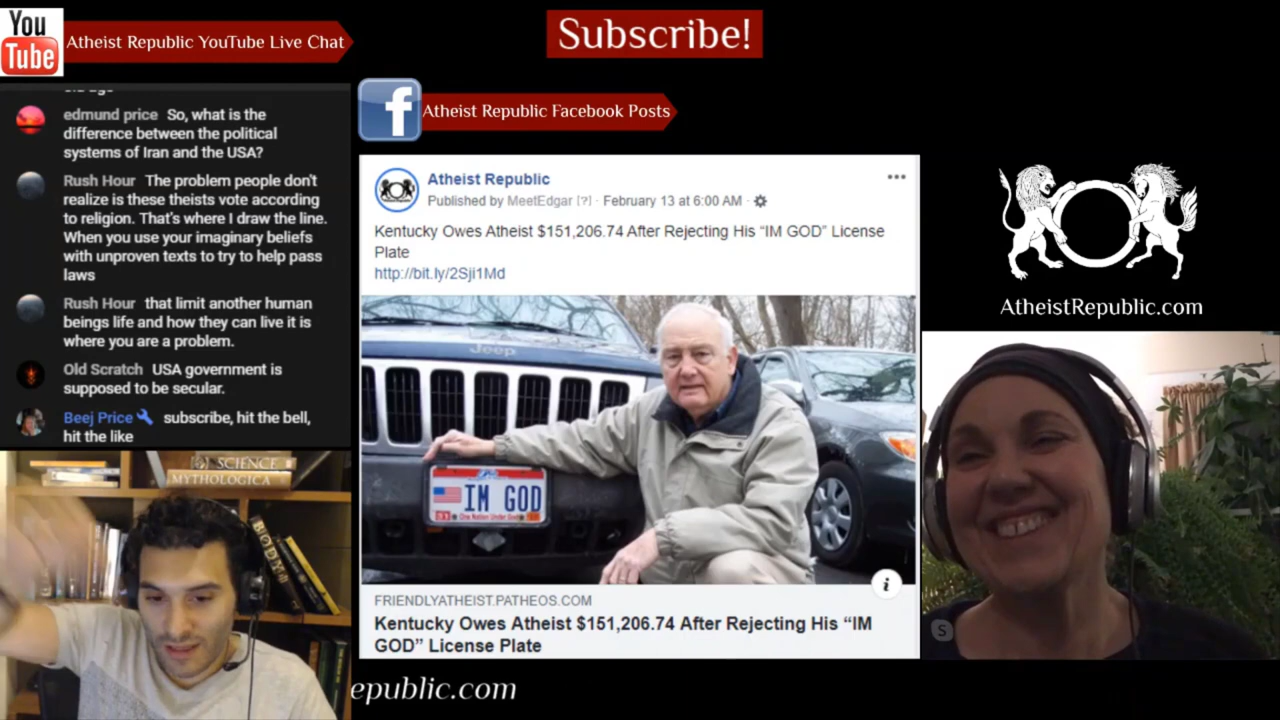 You
Tube
Atheist Republic YouTube Live Chat
Subscribe!
edmund price So, what is the
difference between the political
systems of Iran and the USA?
Rush Hour The problem people don't
realize is these theists vote according
to religion. That's where I draw the line.
When you use your imaginary beliefs
with unproven texts to try to help pass
laws
Rush Hour that limit another human
beings life and how they can live it is
where you are a problem.
Old Scratch USA government is
supposed to be secular.
Beej Price subscribe, hit the bell,
hit the like
f
Atheist Republic Facebook Posts
Atheist Republic
Published by MeetEdgar [?] · February 13 at 6:00 AM ·
Kentucky Owes Atheist $151,206.74 After Rejecting His “IM GOD” License
Plate
http://bit.ly/2Sji1Md
Jeep
IM GOD
One Nation Under God
i
FRIENDLYATHEIST.PATHEOS.COM
Kentucky Owes Atheist $151,206.74 After Rejecting His “IM
GOD” License Plate
AtheistRepublic.com
SCIENCE
MYTHOLOGICA
S
epublic.com